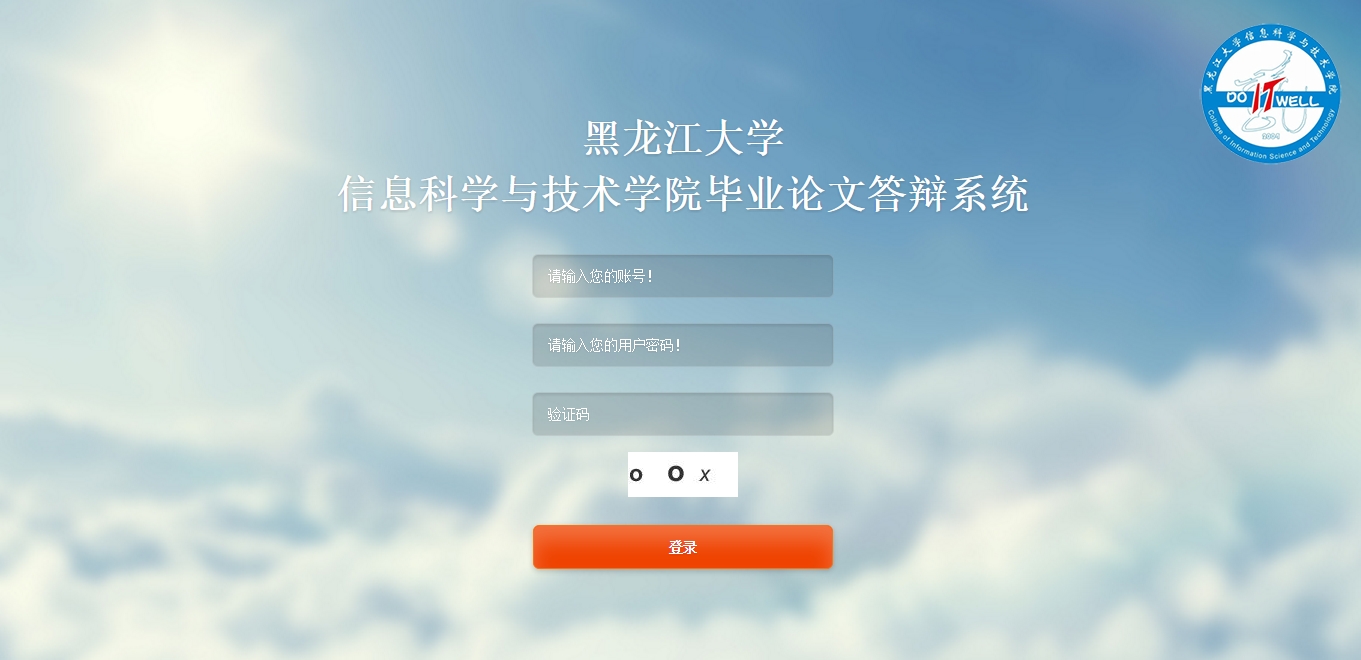 黑龙江大学信息科学与技术学院
DO IT WELL
2004
College of Information Science and Technology
黑龙江大学
信息科学与技术学院毕业论文答辩系统
请输入您的账号!
请输入您的用户密码!
验证码
o O x
登录